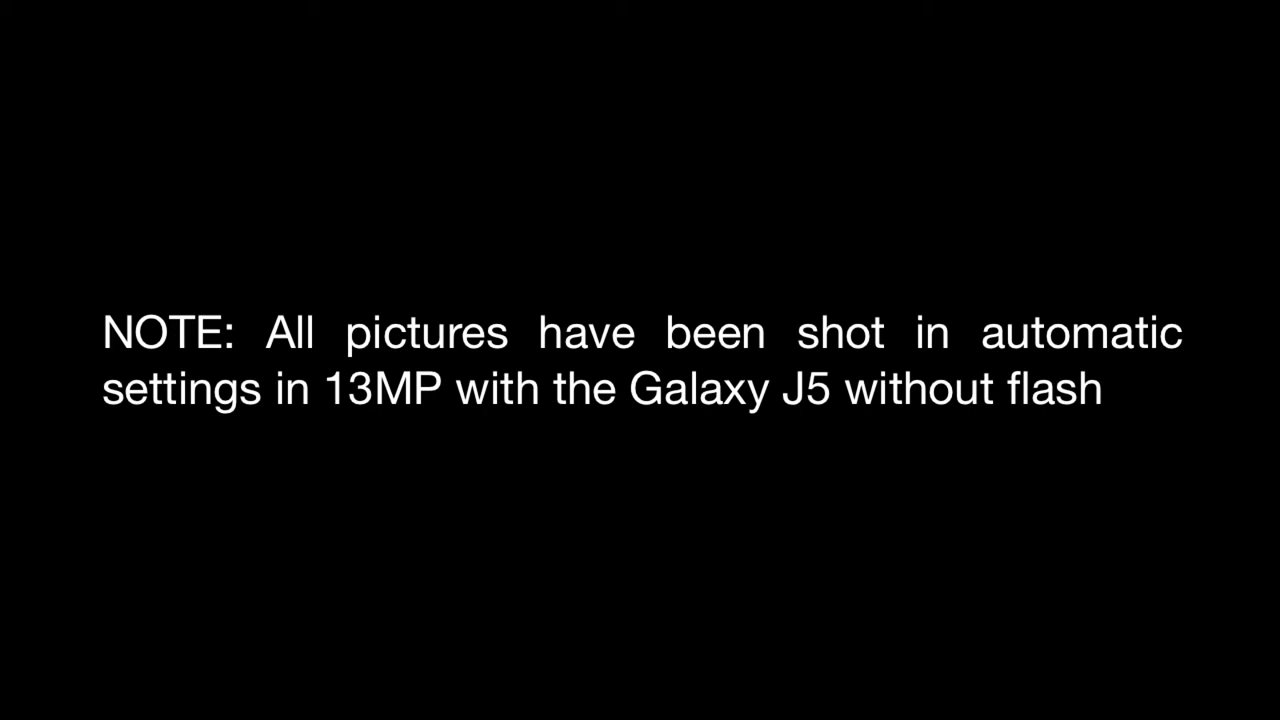 NOTE: All pictures have been shot in automatic
settings in 13MP with the Galaxy J5 without flash